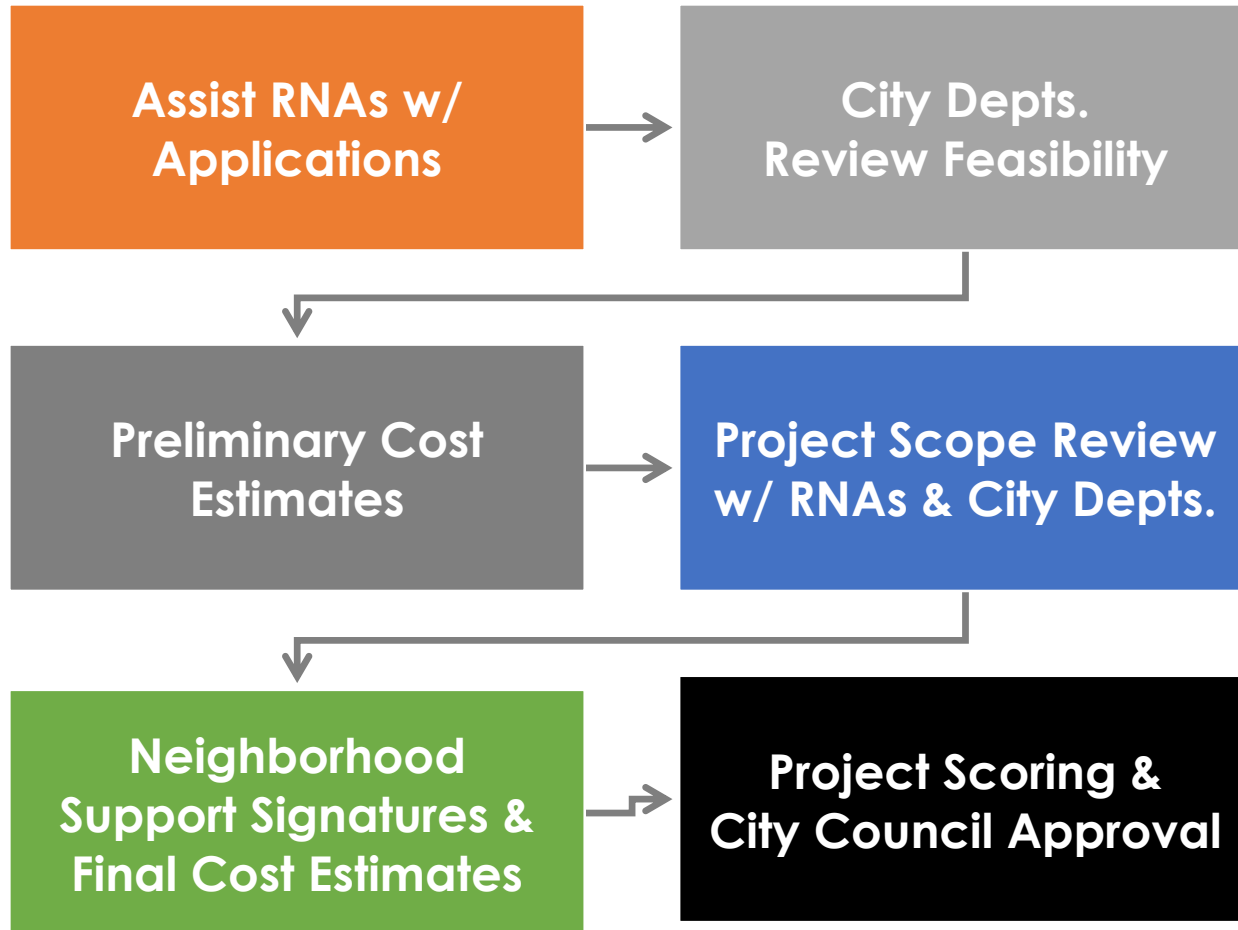 Assist RNAs w/
Applications
City Depts.
Review Feasibility
Preliminary Cost
Estimates
Project Scope Review
w/ RNAs & City Depts.
Neighborhood
Support Signatures &
Final Cost Estimates
Project Scoring &
City Council Approval